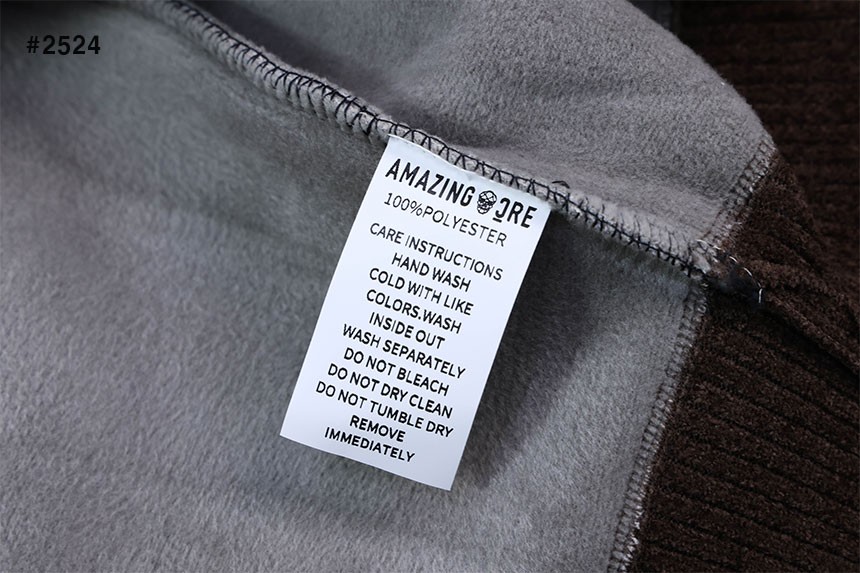 #2524
AMAZING ORE
100%POLYESTER
CARE INSTRUCTIONS
HAND WASH
COLD WITH LIKE
COLORS.WASH
INSIDE OUT
WASH SEPARATELY
DO NOT BLEACH
DO NOT DRY CLEAN
DO NOT TUMBLE DRY
REMOVE
IMMEDIATELY